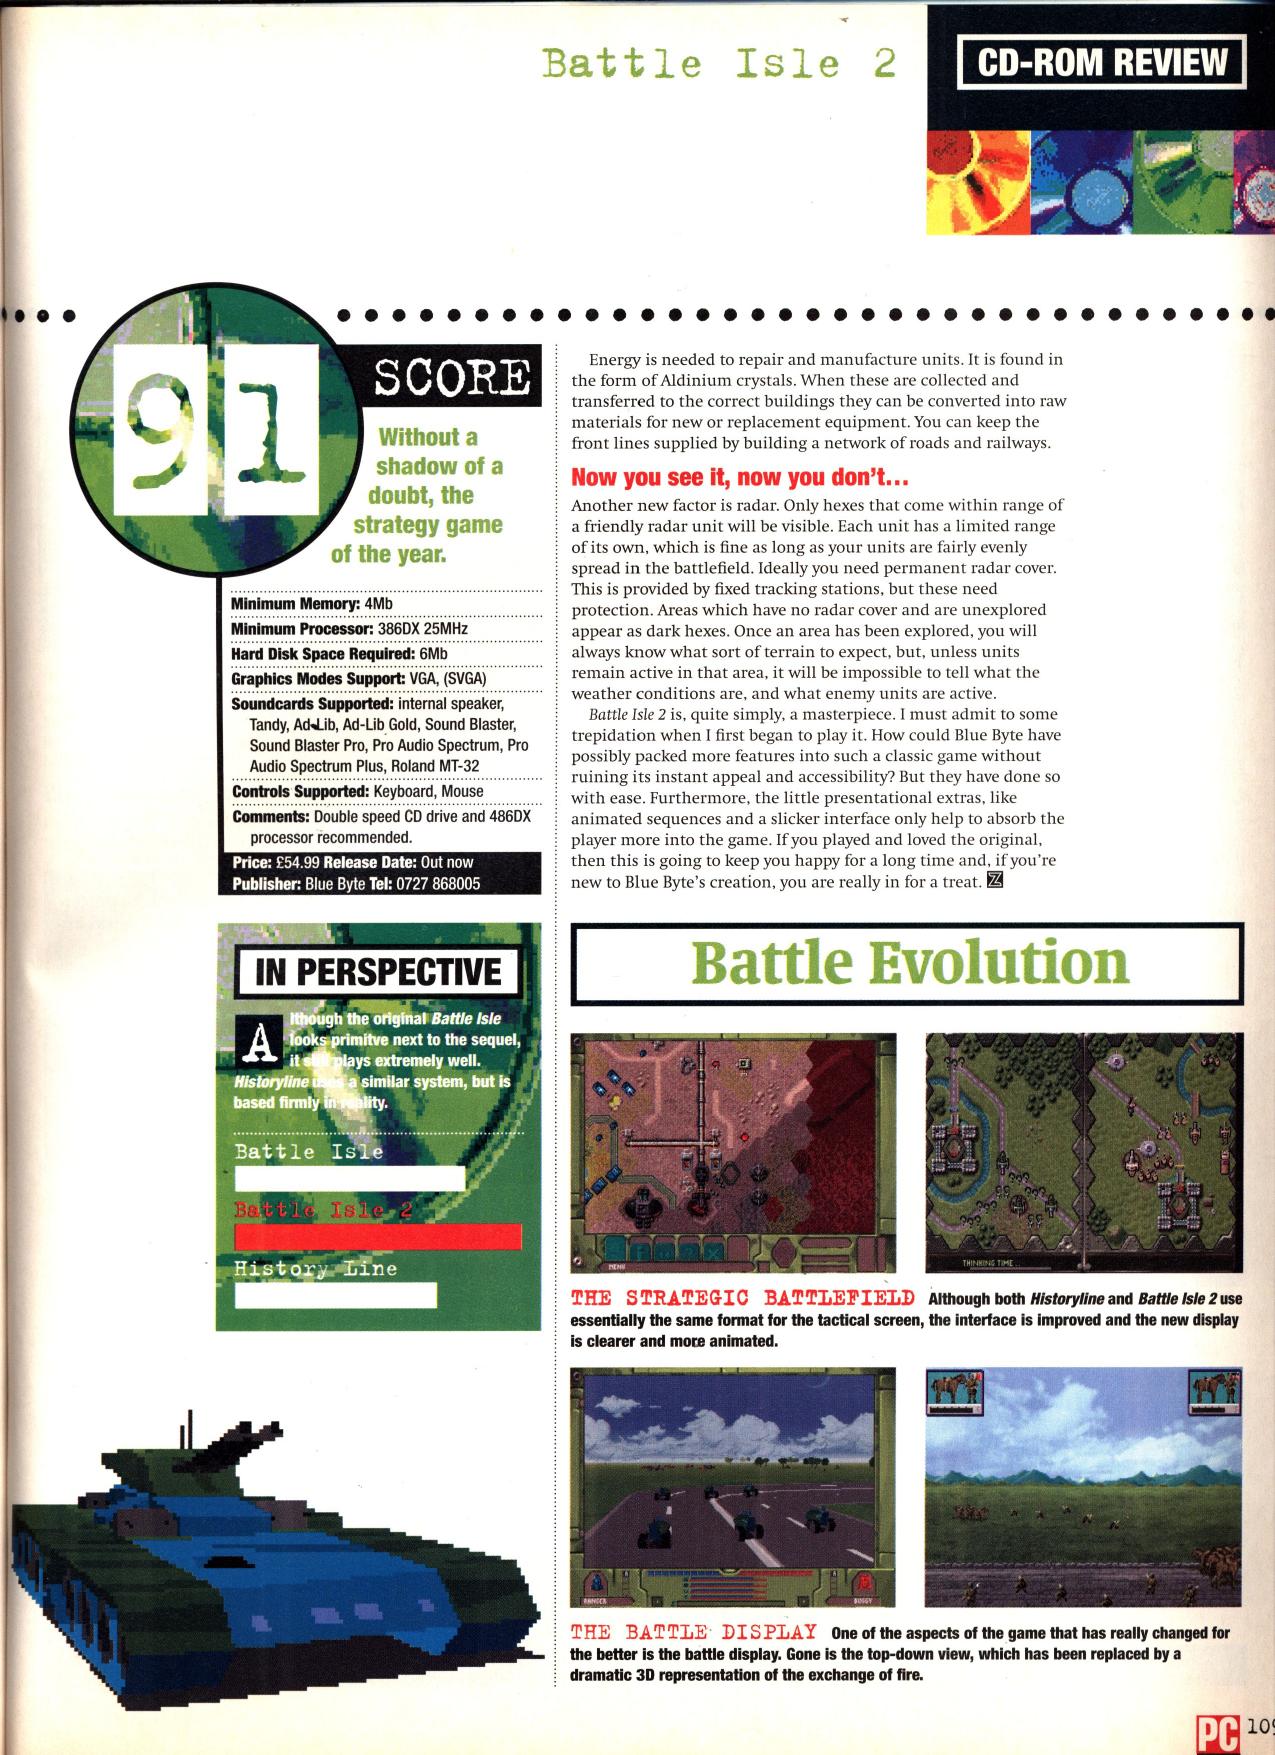 Battle Isle 2
CD-ROM REVIEW
91
SCORE
Without a
shadow of a
doubt, the
strategy game
of the year.
Minimum Memory: 4Mb
Minimum Processor: 386DX 25MHz
Hard Disk Space Required: 6Mb
Graphics Modes Support: VGA, (SVGA)
Soundcards Supported: internal speaker,
Tandy, Ad-Lib, Ad-Lib Gold, Sound Blaster,
Sound Blaster Pro, Pro Audio Spectrum, Pro
Audio Spectrum Plus, Roland MT-32
Controls Supported: Keyboard, Mouse
Comments: Double speed CD drive and 486DX
processor recommended.
Price: £54.99 Release Date: Out now
Publisher: Blue Byte Tel: 0727 868005
IN PERSPECTIVE
Although the original Battle Isle
looks primitve next to the sequel,
it still plays extremely well.
Historyline uses a similar system, but is
based firmly in reality.
Battle Isle
Battle Isle 2
History Line
Energy is needed to repair and manufacture units. It is found in
the form of Aldinium crystals. When these are collected and
transferred to the correct buildings they can be converted into raw
materials for new or replacement equipment. You can keep the
front lines supplied by building a network of roads and railways.
Now you see it, now you don't...
Another new factor is radar. Only hexes that come within range of
a friendly radar unit will be visible. Each unit has a limited range
of its own, which is fine as long as your units are fairly evenly
spread in the battlefield. Ideally you need permanent radar cover.
This is provided by fixed tracking stations, but these need
protection. Areas which have no radar cover and are unexplored
appear as dark hexes. Once an area has been explored, you will
always know what sort of terrain to expect, but, unless units
remain active in that area, it will be impossible to tell what the
weather conditions are, and what enemy units are active.
Battle Isle 2 is, quite simply, a masterpiece. I must admit to some
trepidation when I first began to play it. How could Blue Byte have
possibly packed more features into such a classic game without
ruining its instant appeal and accessibility? But they have done so
with ease. Furthermore, the little presentational extras, like
animated sequences and a slicker interface only help to absorb the
player more into the game. If you played and loved the original,
then this is going to keep you happy for a long time and, if you're
new to Blue Byte's creation, you are really in for a treat. Z
Battle Evolution
MENU
THINKING TIME...
THE STRATEGIC BATTLEFIELD Although both Historyline and Battle Isle 2 use
essentially the same format for the tactical screen, the interface is improved and the new display
is clearer and more animated.
RANGER
BUGGY
THE BATTLE DISPLAY One of the aspects of the game that has really changed for
the better is the battle display. Gone is the top-down view, which has been replaced by a
dramatic 3D representation of the exchange of fire.
PC 109